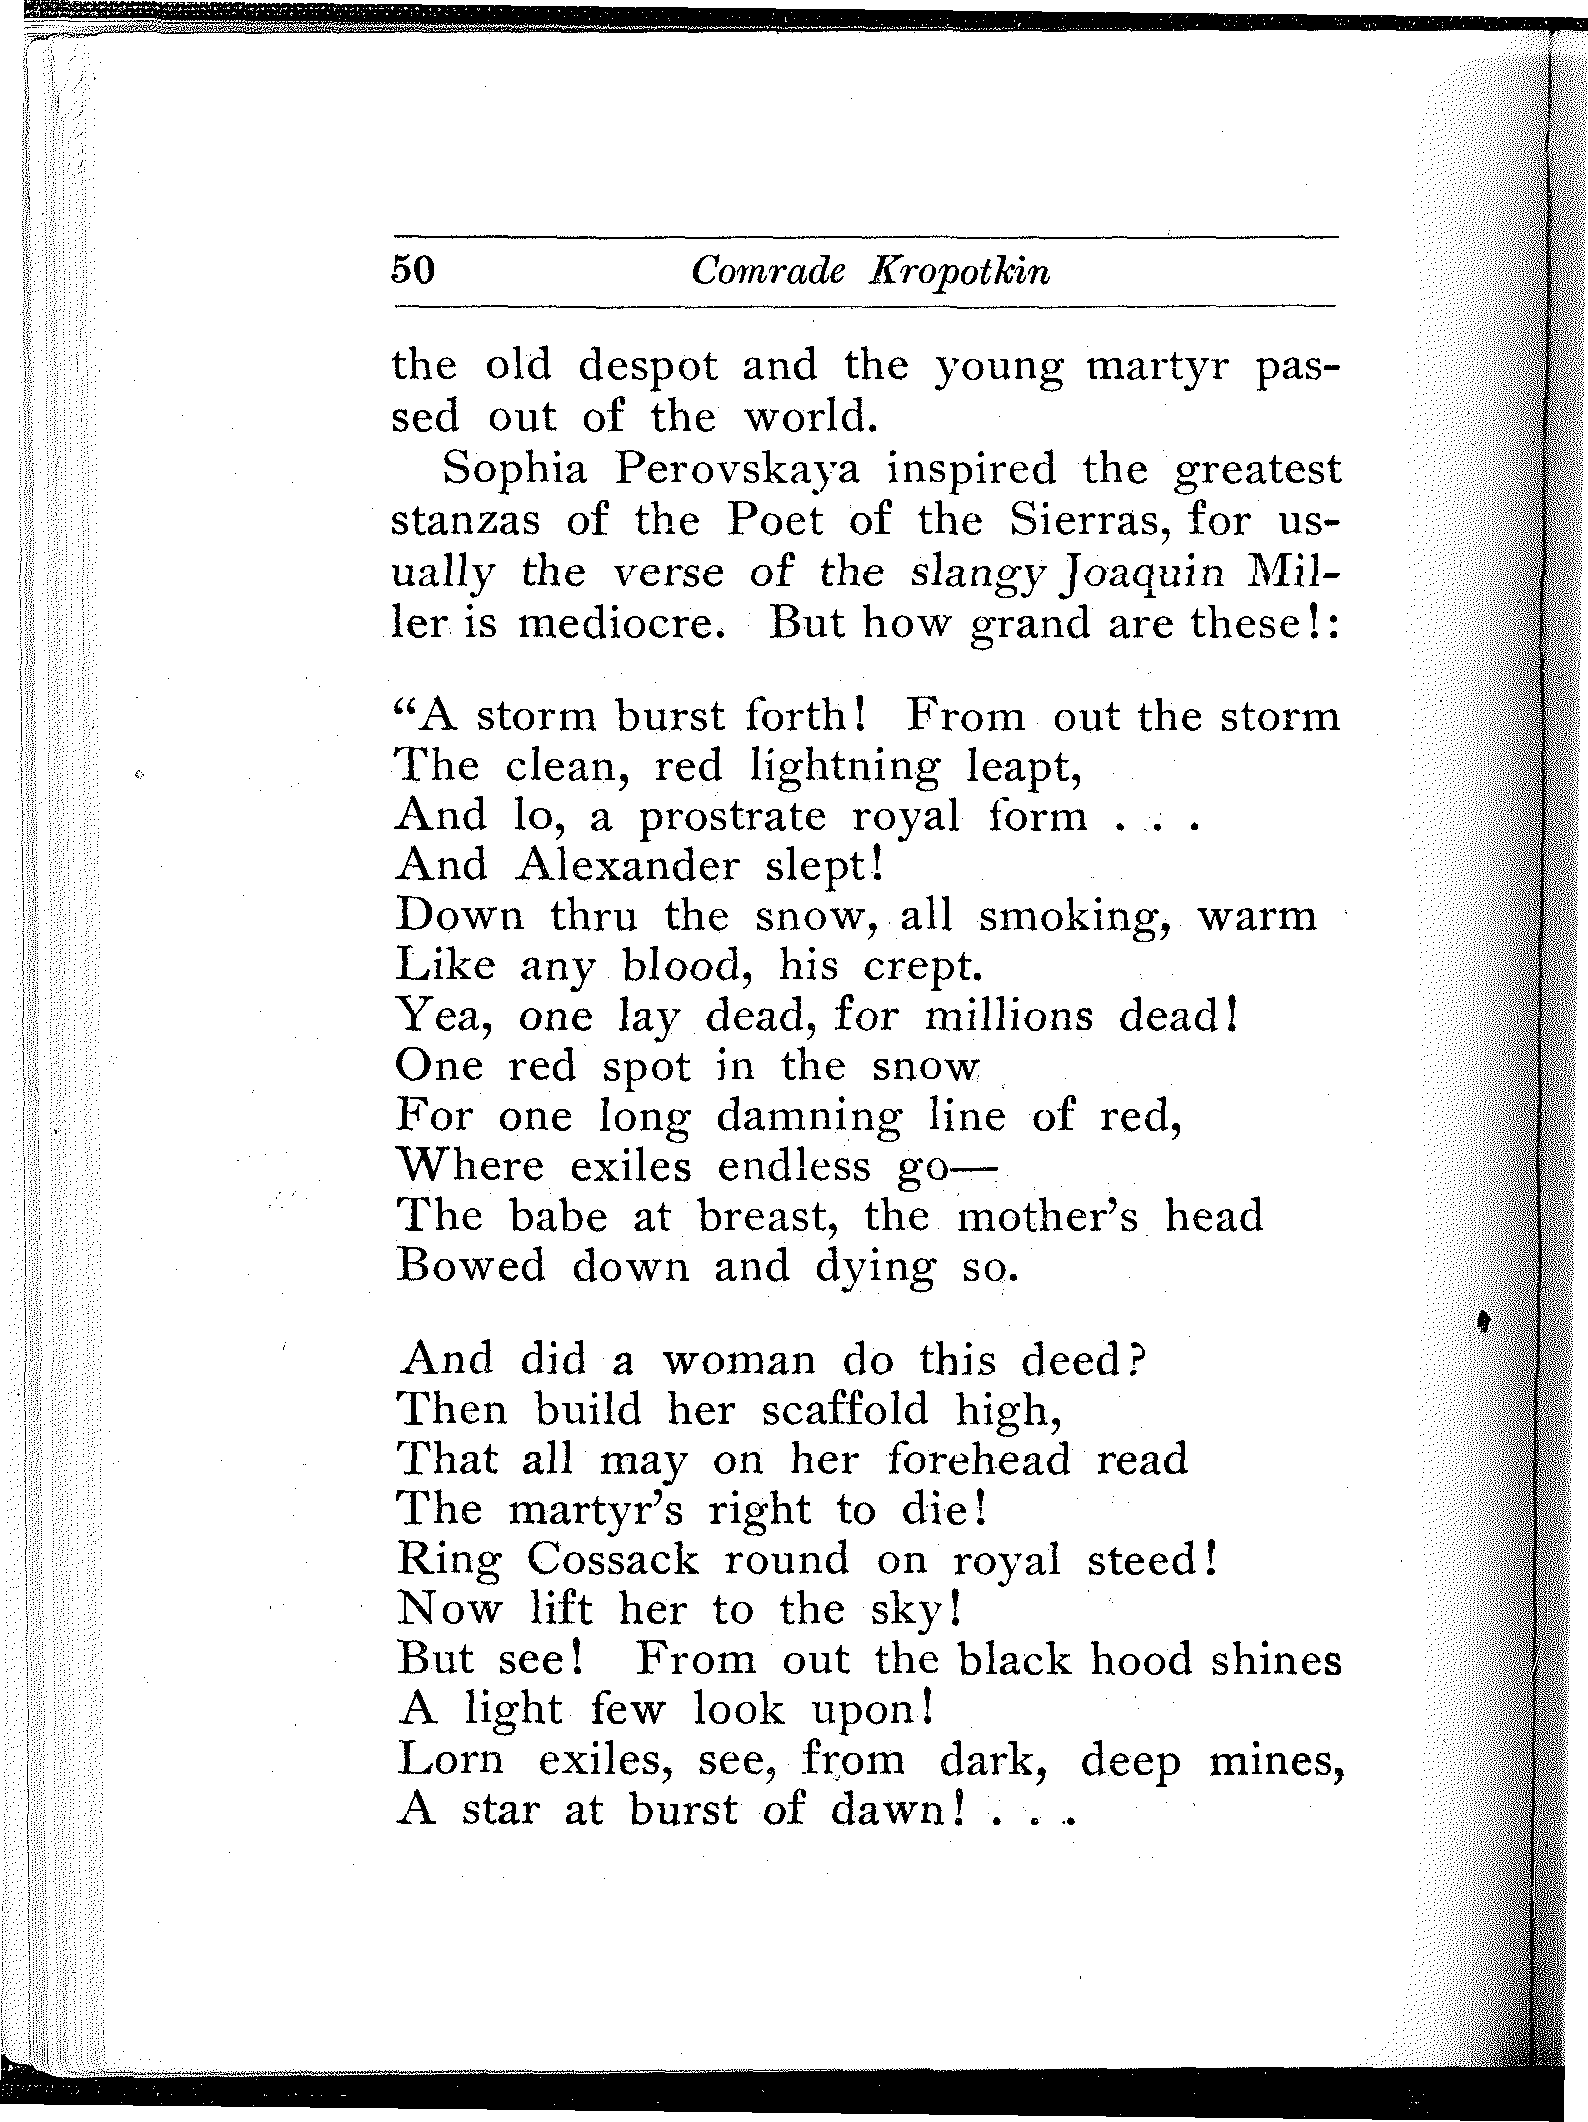 50 Comrade Kropotkin
the old despot and the young martyr pas-
sed out of the world.
Sophia Perovskaya inspired the greatest
stanzas of the Poet of the Sierras, for us-
ually the verse of the slangy Joaquin Mil-
ler is mediocre. But how grand are these!:
"A storm burst forth! From out the storm
The clean, red lightning leapt,
And lo, a prostrate royal form . . .
And Alexander slept!
Down thru the snow, all smoking, warm
Like any blood, his crept.
Yea, one lay dead, for millions dead!
One red spot in the snow
For one long damning line of red,
Where exiles endless go—
The babe at breast, the mother's head
Bowed down and dying so.
And did a woman do this deed?
Then build her scaffold high,
That all may on her forehead read
The martyr's right to die!
Ring Cossack round on royal steed!
Now lift her to the sky!
But see! From out the black hood shines
A light few look upon!
Lorn exiles, see, from dark, deep mines,
A star at burst of dawn! . . .